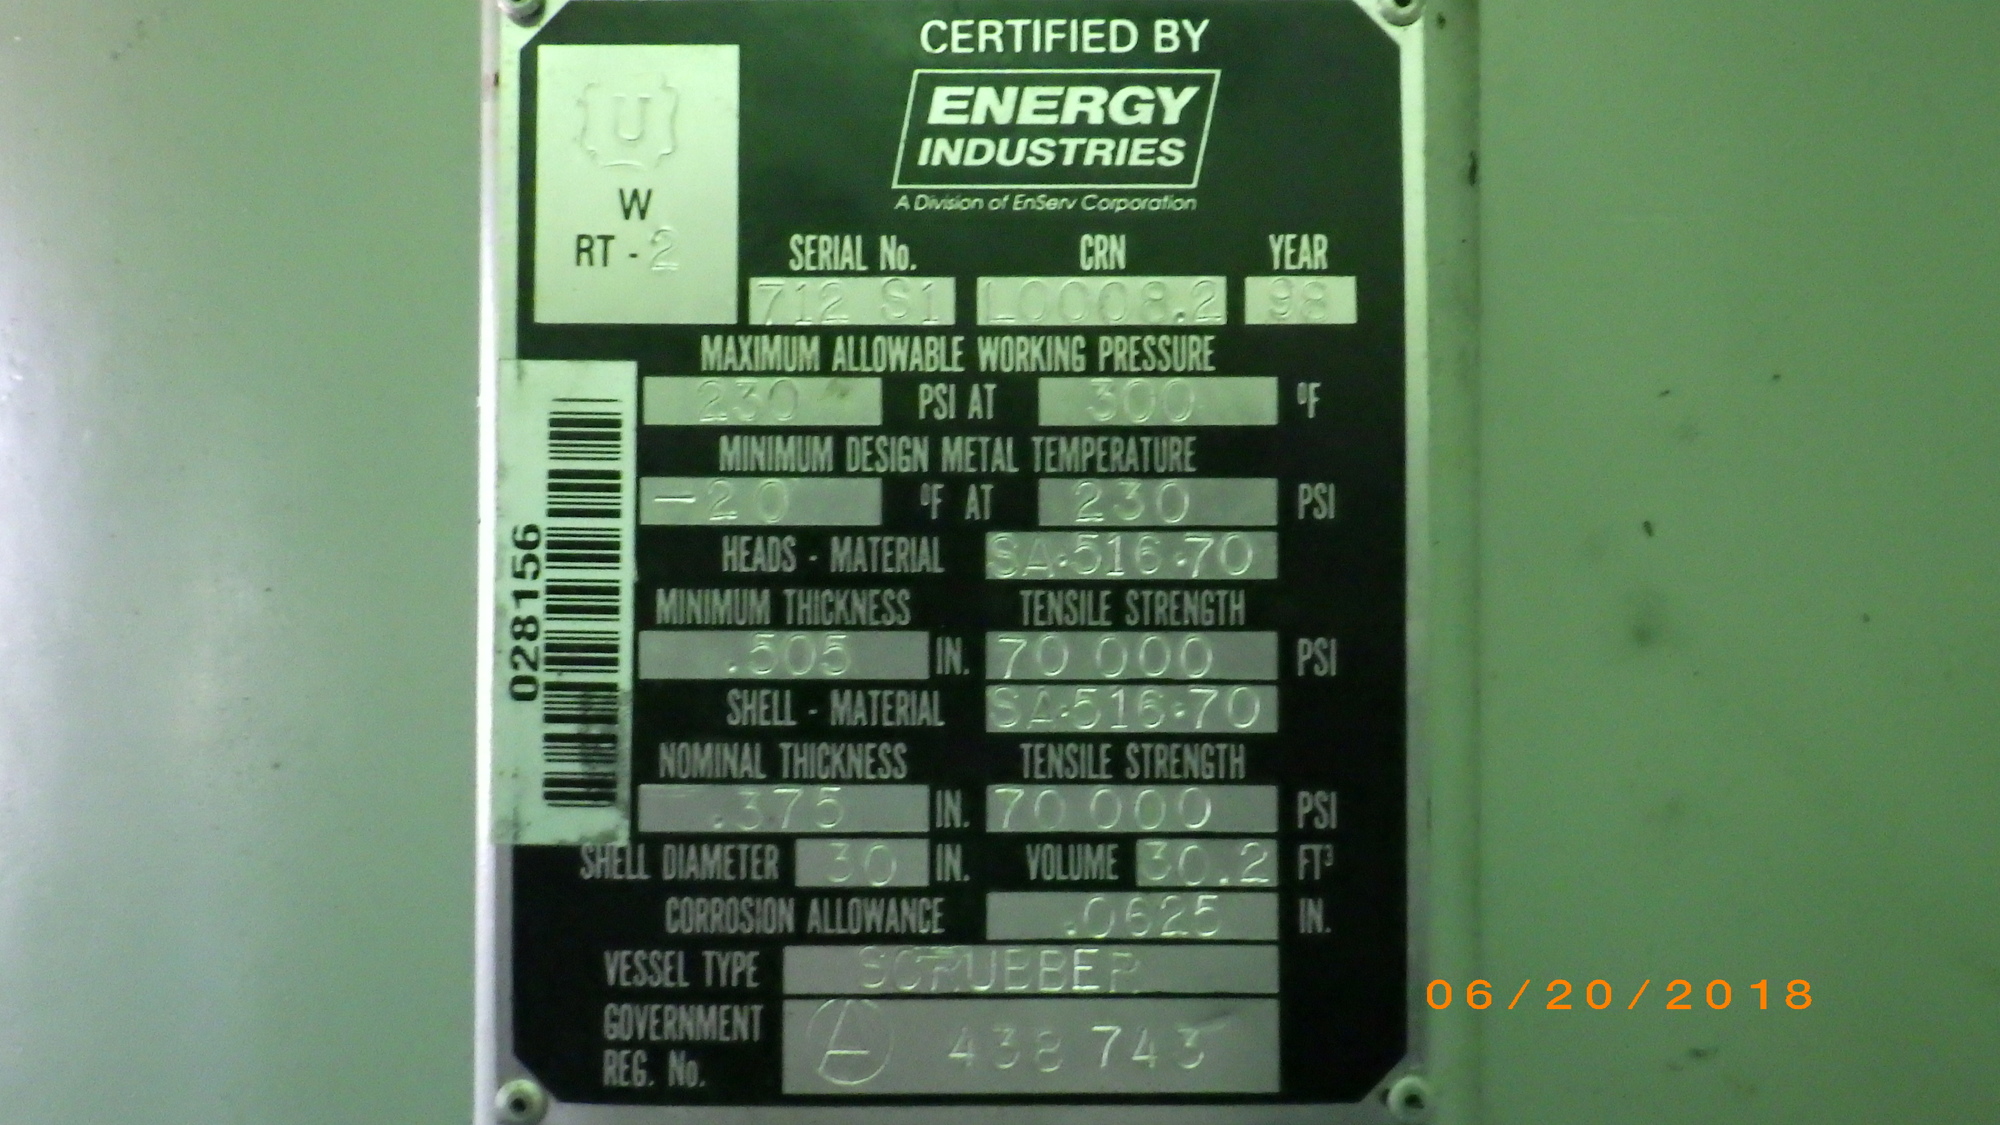 CERTIFIED BY
ENERGY
INDUSTRIES
A Division of EnServ Corporation
U
W
RT - 2
SERIAL No. CRN YEAR
712 S1 L0008.2 98
MAXIMUM ALLOWABLE WORKING PRESSURE
230 PSI AT 300 °F
MINIMUM DESIGN METAL TEMPERATURE
-20 °F AT 230 PSI
HEADS - MATERIAL SA·516·70
MINIMUM THICKNESS TENSILE STRENGTH
.505 IN. 70 000 PSI
SHELL - MATERIAL SA·516·70
NOMINAL THICKNESS TENSILE STRENGTH
.375 IN. 70 000 PSI
SHELL DIAMETER 30 IN. VOLUME 30.2 FT³
CORROSION ALLOWANCE .0625 IN.
VESSEL TYPE SCRUBBER
GOVERNMENT
REG. No. A 438 743
028156
06/20/2018